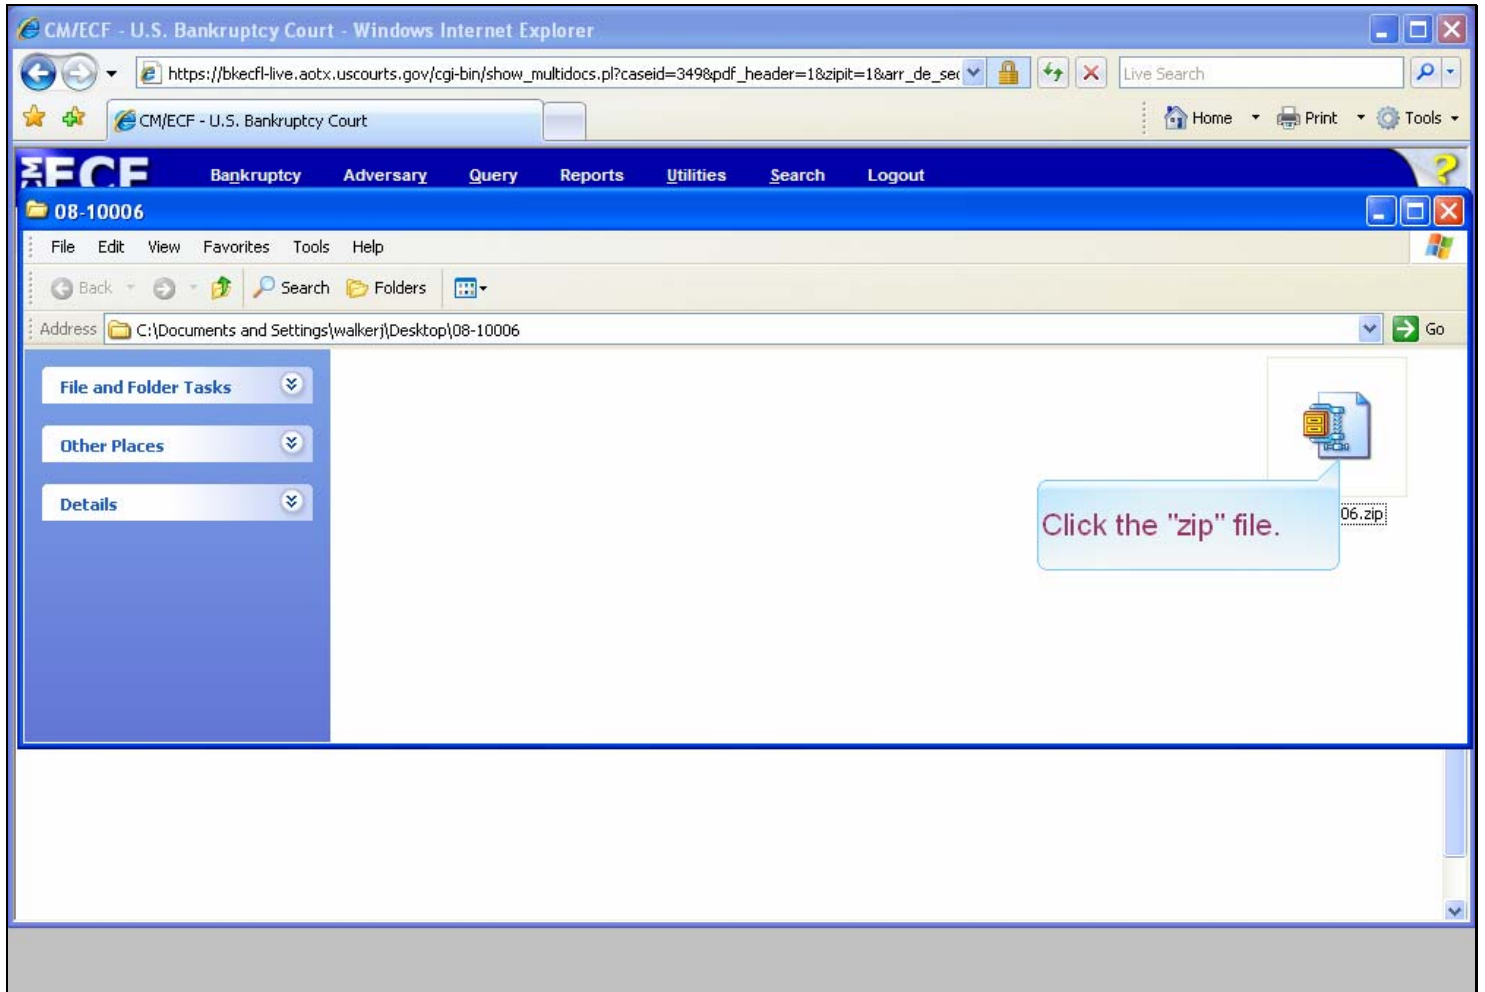 CM/ECF - U.S. Bankruptcy Court - Windows Internet Explorer
https://bkecfl-live.aotx.uscourts.gov/cgi-bin/show_multidocs.pl?caseid=349&pdf_header=1&zipit=1&arr_de_se
Live Search
CM/ECF - U.S. Bankruptcy Court
Home
Print
Tools
ECF
Bankruptcy Adversary Query Reports Utilities Search Logout
?
08-10006
File Edit View Favorites Tools Help
Back
Search
Folders
Address C:\Documents and Settings\walkerj\Desktop\08-10006
Go
File and Folder Tasks
Other Places
Details
Click the "zip" file.
06.zip